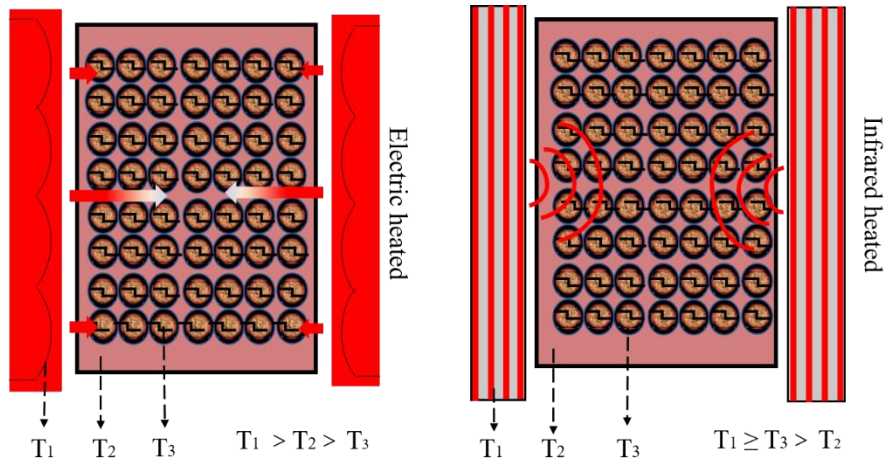 Electric heated
Infrared heated
T₁ T₂ T₃ T₁ > T₂ > T₃
T₁ T₂ T₃ T₁ ≥ T₃ > T₂